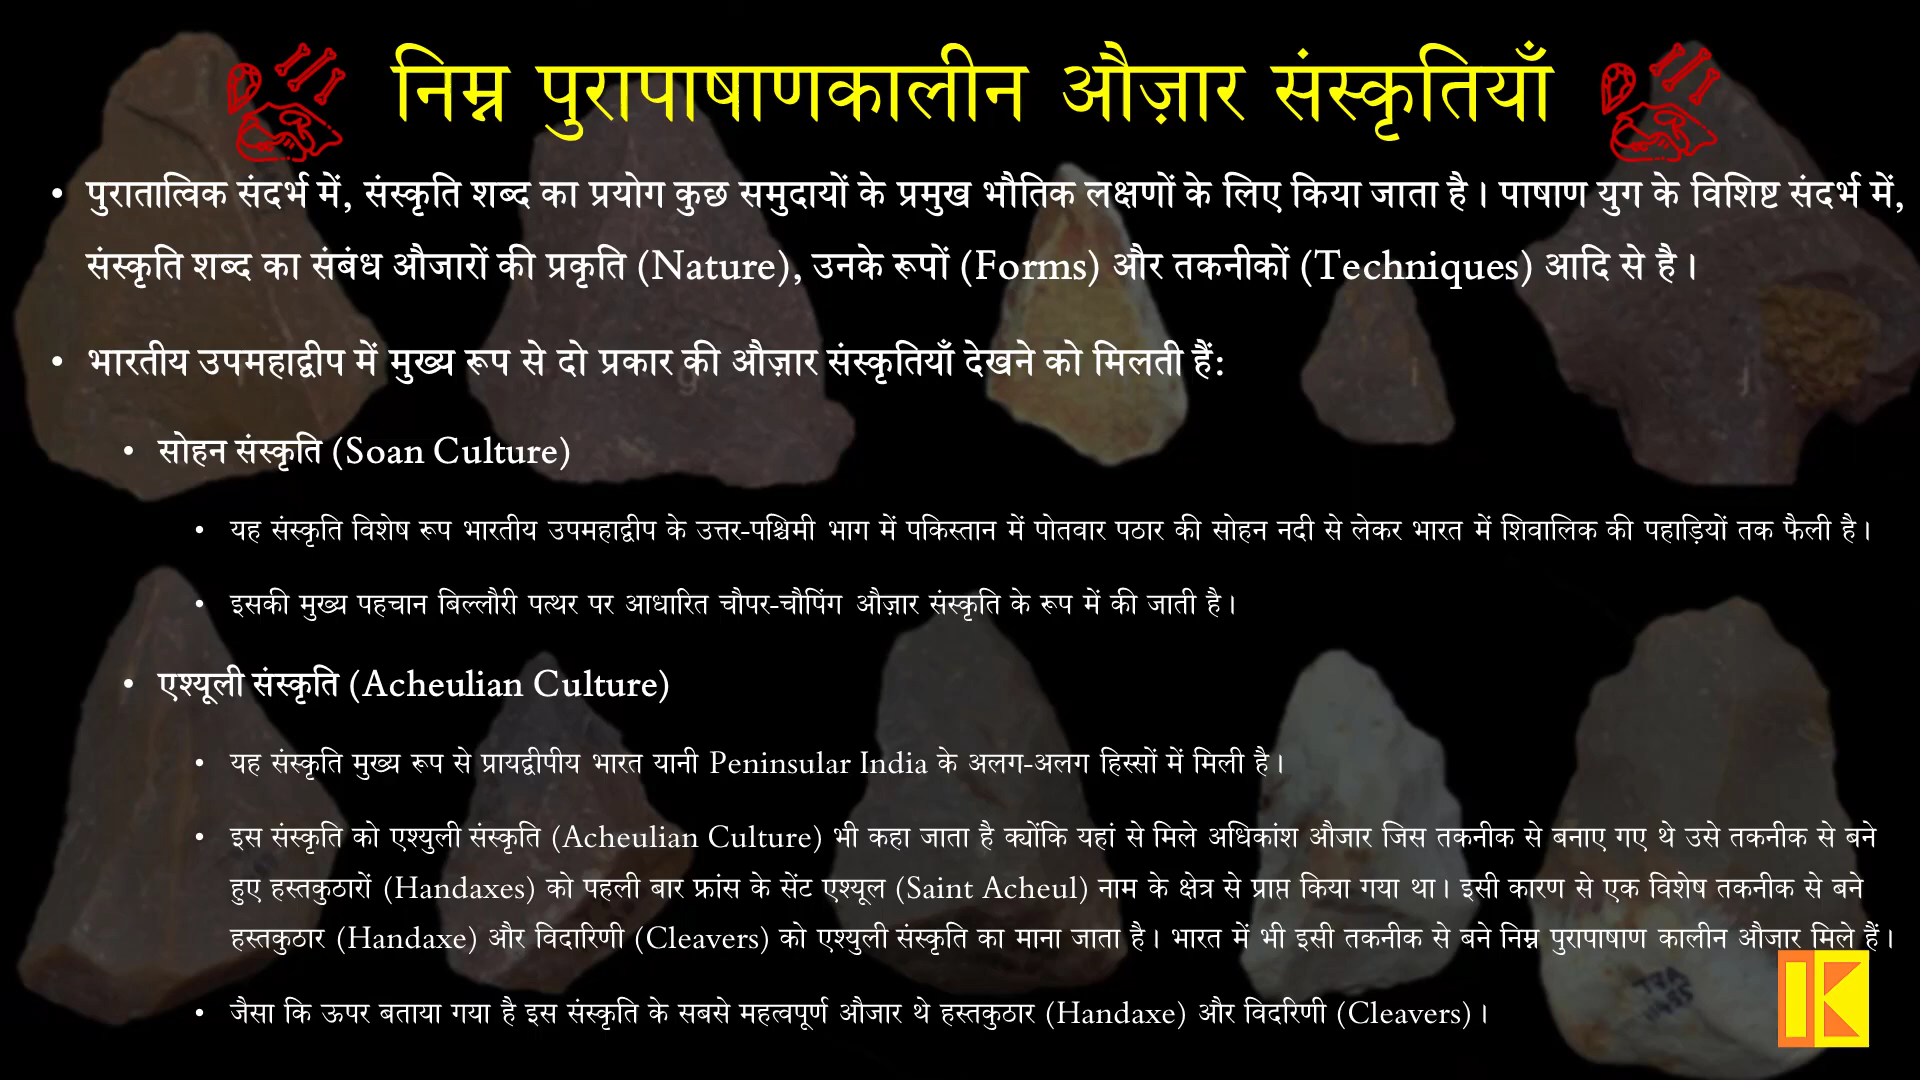 निम्न पुरापाषाणकालीन औज़ार संस्कृतियाँ
• पुरातात्विक संदर्भ में, संस्कृति शब्द का प्रयोग कुछ समुदायों के प्रमुख भौतिक लक्षणों के लिए किया जाता है। पाषाण युग के विशिष्ट संदर्भ में,
संस्कृति शब्द का संबंध औजारों की प्रकृति (Nature), उनके रूपों (Forms) और तकनीकों (Techniques) आदि से है।
• भारतीय उपमहाद्वीप में मुख्य रूप से दो प्रकार की औज़ार संस्कृतियाँ देखने को मिलती हैं:
• सोहन संस्कृति (Soan Culture)
• यह संस्कृति विशेष रूप भारतीय उपमहाद्वीप के उत्तर-पश्चिमी भाग में पकिस्तान में पोतवार पठार की सोहन नदी से लेकर भारत में शिवालिक की पहाड़ियों तक फैली है।
• इसकी मुख्य पहचान बिल्लौरी पत्थर पर आधारित चौपर-चौपिंग औज़ार संस्कृति के रूप में की जाती है।
• एश्यूली संस्कृति (Acheulian Culture)
• यह संस्कृति मुख्य रूप से प्रायद्वीपीय भारत यानी Peninsular India के अलग-अलग हिस्सों में मिली है।
• इस संस्कृति को एश्युली संस्कृति (Acheulian Culture) भी कहा जाता है क्योंकि यहां से मिले अधिकांश औजार जिस तकनीक से बनाए गए थे उसे तकनीक से बने
हुए हस्तकुठारों (Handaxes) को पहली बार फ्रांस के सेंट एश्यूल (Saint Acheul) नाम के क्षेत्र से प्राप्त किया गया था। इसी कारण से एक विशेष तकनीक से बने
हस्तकुठार (Handaxe) और विदारिणी (Cleavers) को एश्युली संस्कृति का माना जाता है। भारत में भी इसी तकनीक से बने निम्न पुरापाषाण कालीन औजार मिले हैं।
• जैसा कि ऊपर बताया गया है इस संस्कृति के सबसे महत्वपूर्ण औजार थे हस्तकुठार (Handaxe) और विदरिणी (Cleavers)।
IK